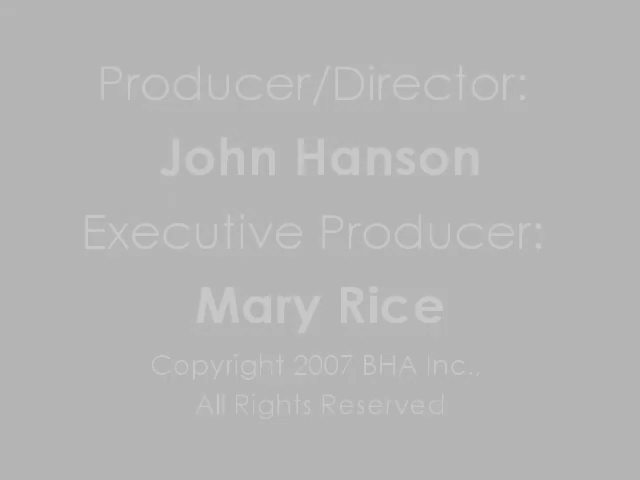 Producer/Director:
John Hanson
Executive Producer:
Mary Rice
Copyright 2007 BHA Inc.,
All Rights Reserved